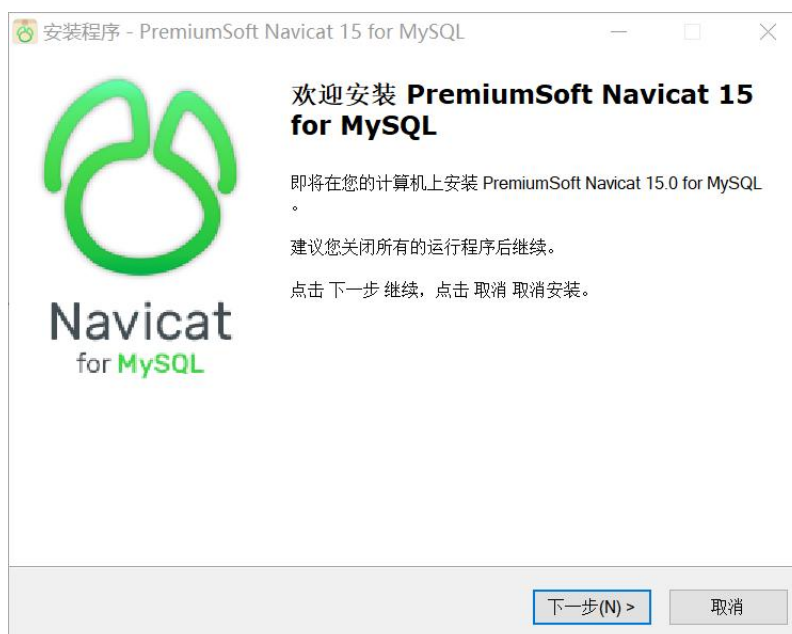 安装程序 - PremiumSoft Navicat 15 for MySQL
欢迎安装 PremiumSoft Navicat 15
for MySQL
即将在您的计算机上安装 PremiumSoft Navicat 15.0 for MySQL
。
建议您关闭所有的运行程序后继续。
点击 下一步 继续，点击 取消 取消安装。
Navicat
for MySQL
下一步(N) >
取消